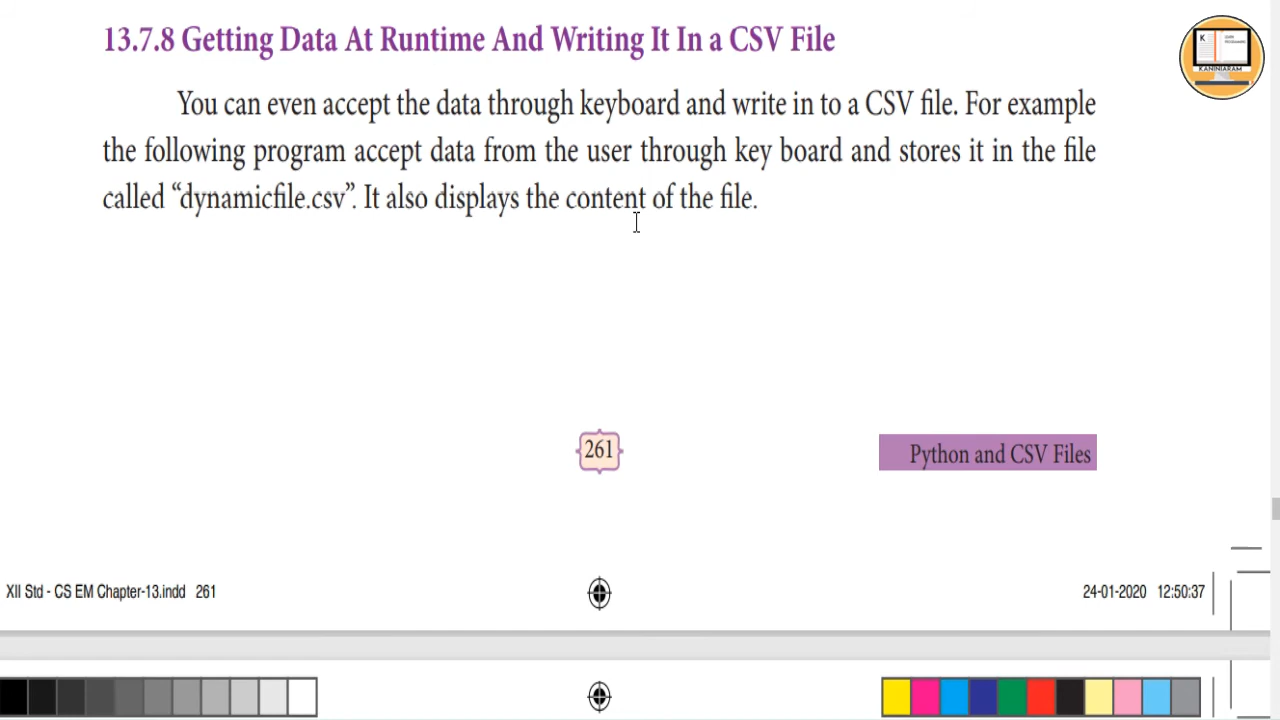 13.7.8 Getting Data At Runtime And Writing It In a CSV File
K
KANINIARAM
You can even accept the data through keyboard and write in to a CSV file. For example
the following program accept data from the user through key board and stores it in the file
called “dynamicfile.csv”. It also displays the content of the file.
261
Python and CSV Files
XII Std - CS EM Chapter-13.indd 261
24-01-2020 12:50:37